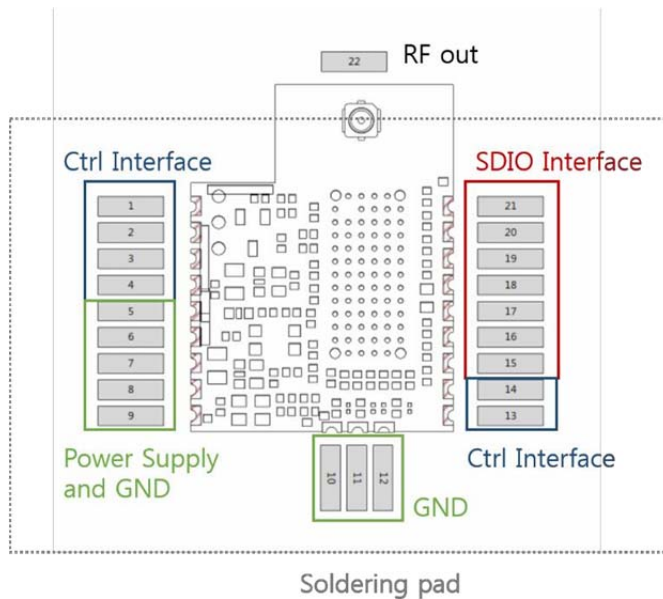 22
RF out
Ctrl Interface
1
2
3
4
5
6
7
8
9
Power Supply
and GND
SDIO Interface
21
20
19
18
17
16
15
14
13
Ctrl Interface
10
11
12
GND
Soldering pad